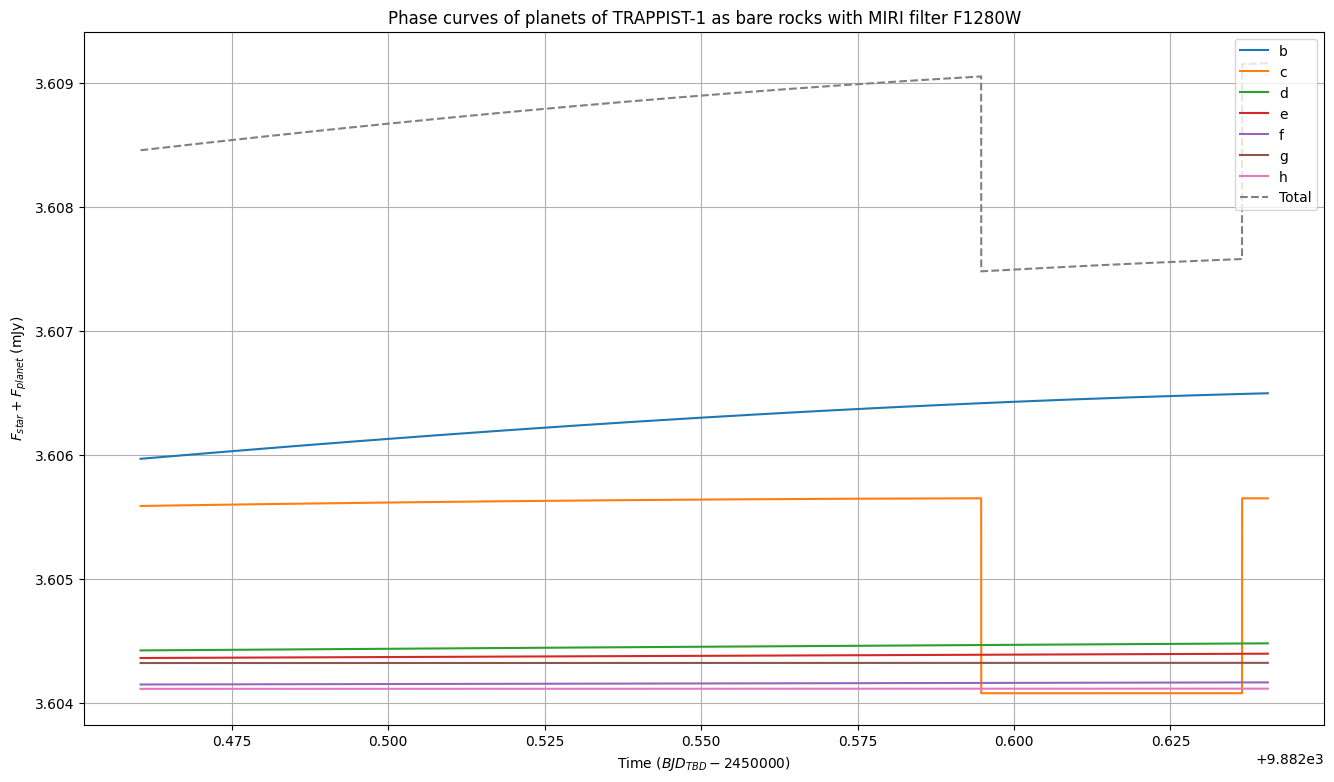 Phase curves of planets of TRAPPIST-1 as bare rocks with MIRI filter F1280W
b
c
d
e
f
g
h
Total
3.609
3.608
3.607
3.606
3.605
3.604
F_star + F_planet (mJy)
0.475
0.500
0.525
0.550
0.575
0.600
0.625
Time (BJD_TBD − 2450000)
+9.882e3